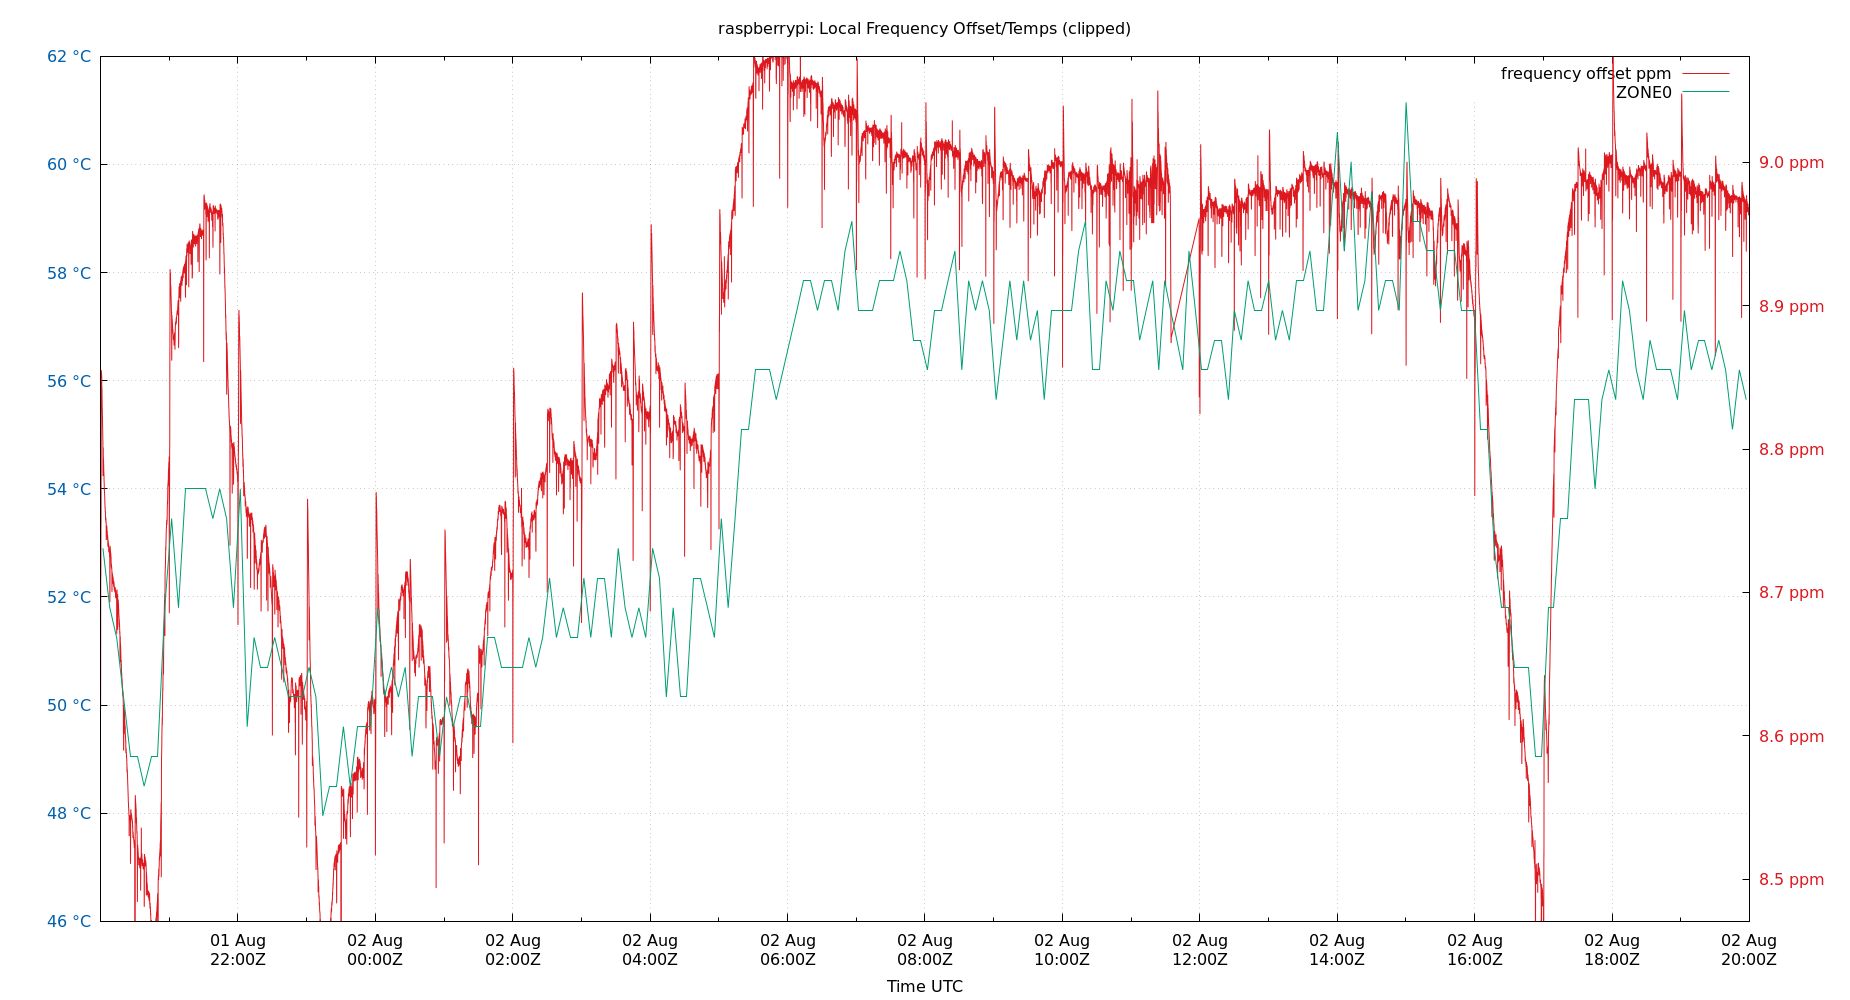 raspberrypi: Local Frequency Offset/Temps (clipped)
62 °C
60 °C
58 °C
56 °C
54 °C
52 °C
50 °C
48 °C
46 °C
frequency offset ppm
ZONE0
9.0 ppm
8.9 ppm
8.8 ppm
8.7 ppm
8.6 ppm
8.5 ppm
01 Aug
22:00Z
02 Aug
00:00Z
02 Aug
02:00Z
02 Aug
04:00Z
02 Aug
06:00Z
02 Aug
08:00Z
02 Aug
10:00Z
02 Aug
12:00Z
02 Aug
14:00Z
02 Aug
16:00Z
02 Aug
18:00Z
02 Aug
20:00Z
Time UTC